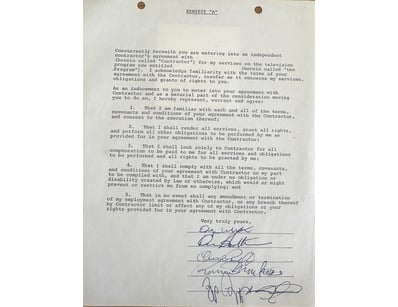 EXHIBIT "A"
Concurrently herewith you are entering into an independent
contractor's agreement with
(herein called "Contractor") for my services on the television
program now entitled (herein called "the
Program"). I acknowledge familiarity with the terms of your
agreement with the Contractor, insofar as it concerns my services,
obligations and grants of rights to you.
As an inducement to you to enter into your agreement with
Contractor and as a material part of the consideration moving
you to do so, I hereby represent, warrant and agree:
1. That I am familiar with each and all of the terms,
covenants and conditions of your agreement with the Contractor,
and consent to the execution thereof;
2. That I shall render all services, grant all rights,
and perform all other obligations to be performed by me as
provided for in your agreement with the Contractor;
3. That I shall look solely to Contractor for all
compensation to be paid to me for all services and obligations
to be performed and all rights to be granted by me;
4. That I shall comply with all the terms, covenants,
and conditions of your agreement with Contractor on my part
to be complied with, and that I am under no obligation or
disability created by law or otherwise, which would or might
prevent or restrict me from so complying; and
5. That in no event shall any amendment or termination
of my employment agreement with Contractor, or any breach thereof
by Contractor limit or affect any of my obligations or your
rights provided for in your agreement with Contractor.
Very truly yours,